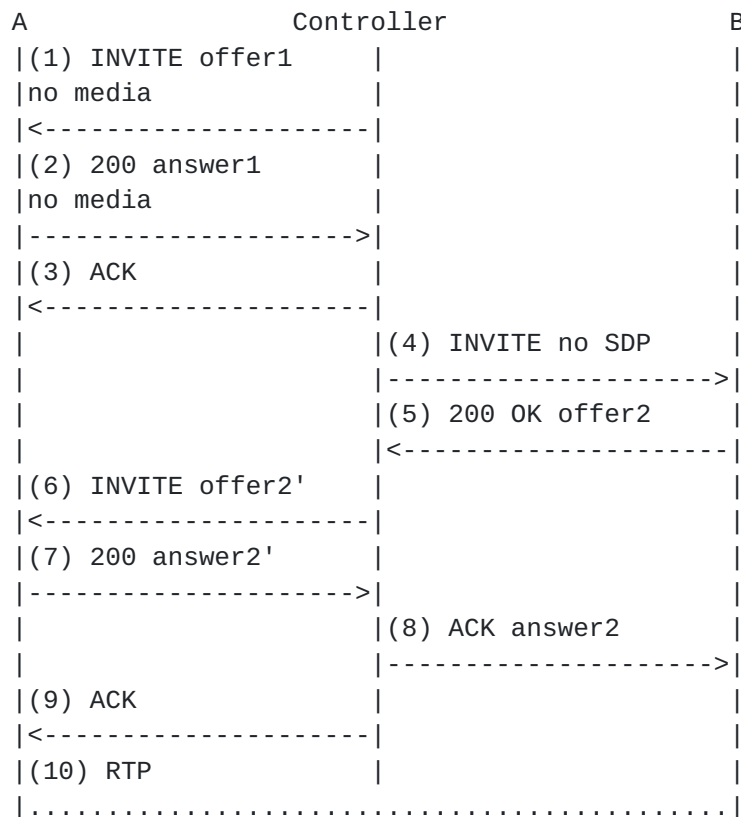 A                 Controller                  B
|(1) INVITE offer1     |                      |
|no media              |                      |
|<---------------------|                      |
|(2) 200 answer1       |                      |
|no media              |                      |
|--------------------->|                      |
|(3) ACK               |                      |
|<---------------------|                      |
|                      |(4) INVITE no SDP     |
|                      |--------------------->|
|                      |(5) 200 OK offer2     |
|                      |<---------------------|
|(6) INVITE offer2'    |                      |
|<---------------------|                      |
|(7) 200 answer2'      |                      |
|--------------------->|                      |
|                      |(8) ACK answer2       |
|                      |--------------------->|
|(9) ACK               |                      |
|<---------------------|                      |
|(10) RTP              |                      |
|.............................................|